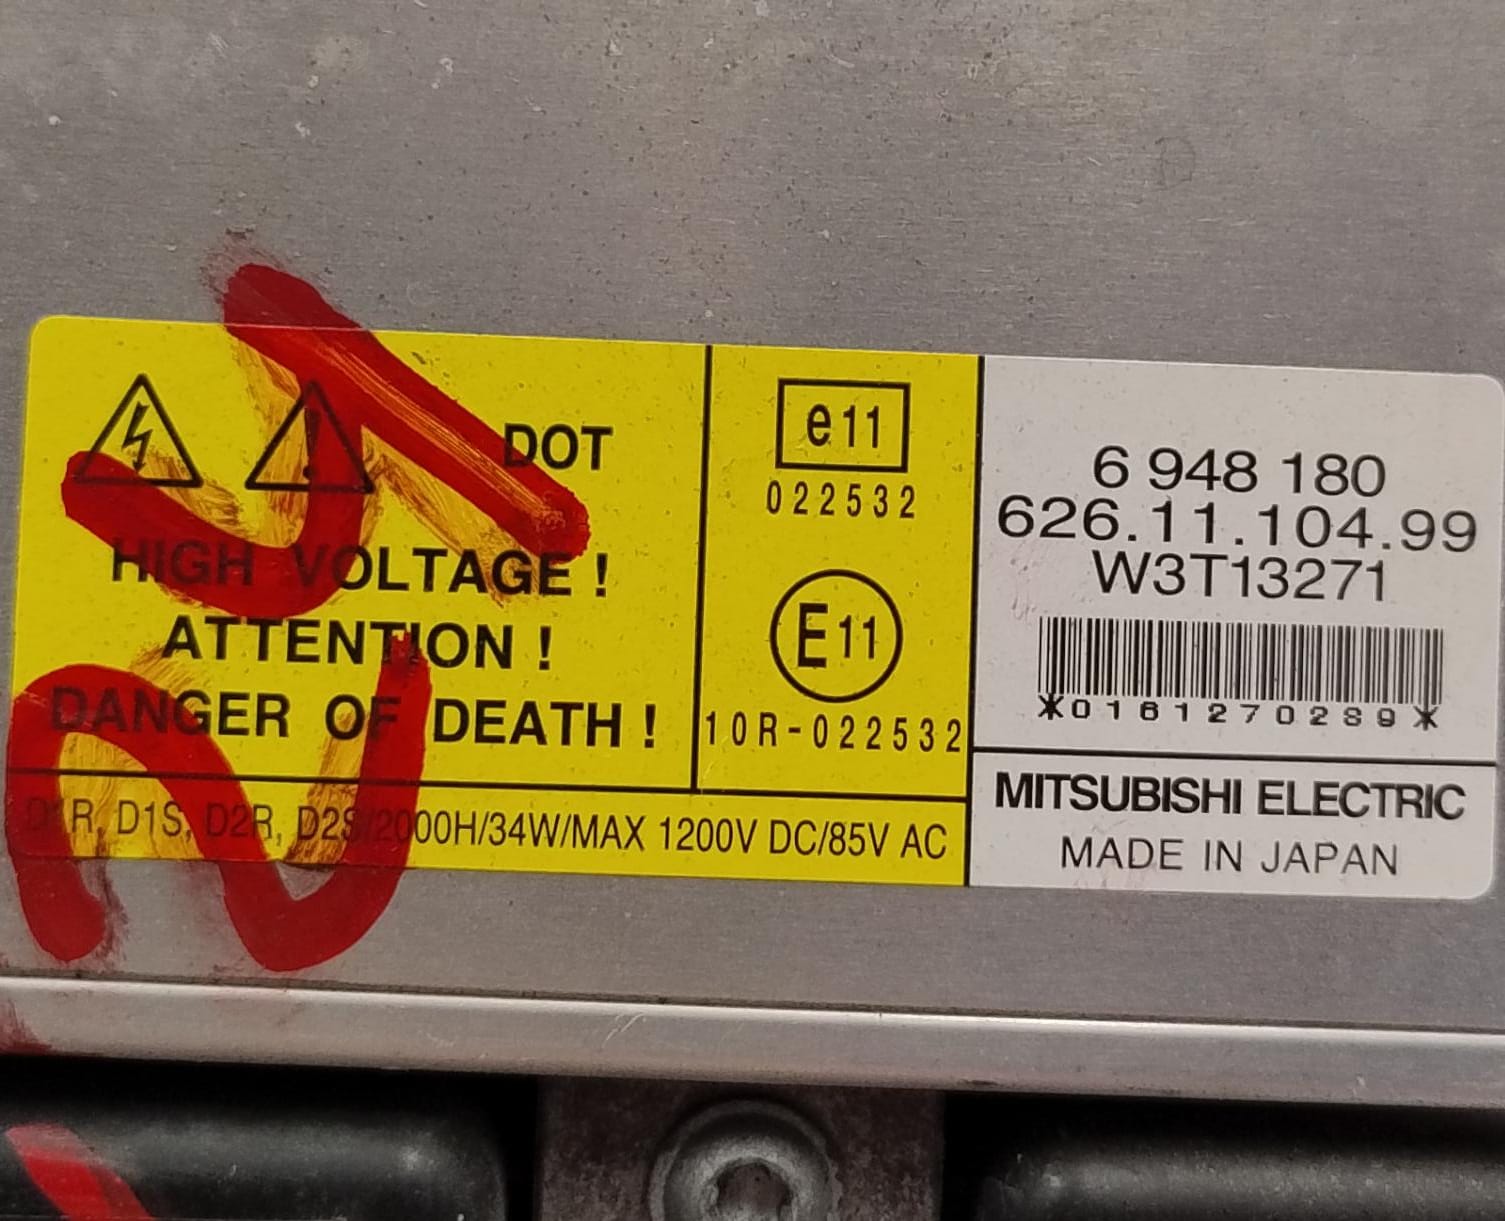 DOT
HIGH VOLTAGE !
ATTENTION !
DANGER OF DEATH !
D1R, D1S, D2R, D2S/2000H/34W/MAX 1200V DC/85V AC
e11
022532
E11
10R-022532
6 948 180
626.11.104.99
W3T13271
*0161270289*
MITSUBISHI ELECTRIC
MADE IN JAPAN